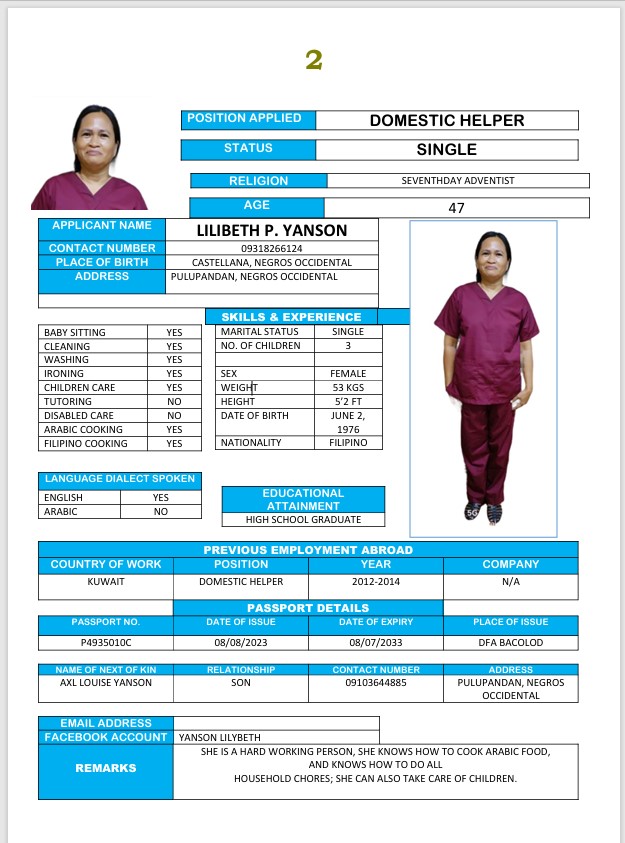 2
POSITION APPLIED DOMESTIC HELPER
STATUS SINGLE
RELIGION SEVENTHDAY ADVENTIST
AGE 47
APPLICANT NAME LILIBETH P. YANSON
CONTACT NUMBER 09318266124
PLACE OF BIRTH CASTELLANA, NEGROS OCCIDENTAL
ADDRESS PULUPANDAN, NEGROS OCCIDENTAL
SKILLS & EXPERIENCE
BABY SITTING YES
CLEANING YES
WASHING YES
IRONING YES
CHILDREN CARE YES
TUTORING NO
DISABLED CARE NO
ARABIC COOKING YES
FILIPINO COOKING YES
MARITAL STATUS SINGLE
NO. OF CHILDREN 3
SEX FEMALE
WEIGHT 53 KGS
HEIGHT 5'2 FT
DATE OF BIRTH JUNE 2,
1976
NATIONALITY FILIPINO
LANGUAGE DIALECT SPOKEN
ENGLISH YES
ARABIC NO
EDUCATIONAL
ATTAINMENT
HIGH SCHOOL GRADUATE
5G
PREVIOUS EMPLOYMENT ABROAD
COUNTRY OF WORK POSITION YEAR COMPANY
KUWAIT DOMESTIC HELPER 2012-2014 N/A
PASSPORT DETAILS
PASSPORT NO. DATE OF ISSUE DATE OF EXPIRY PLACE OF ISSUE
P4935010C 08/08/2023 08/07/2033 DFA BACOLOD
NAME OF NEXT OF KIN RELATIONSHIP CONTACT NUMBER ADDRESS
AXL LOUISE YANSON SON 09103644885 PULUPANDAN, NEGROS
OCCIDENTAL
EMAIL ADDRESS
FACEBOOK ACCOUNT YANSON LILYBETH
REMARKS
SHE IS A HARD WORKING PERSON, SHE KNOWS HOW TO COOK ARABIC FOOD,
AND KNOWS HOW TO DO ALL
HOUSEHOLD CHORES; SHE CAN ALSO TAKE CARE OF CHILDREN.